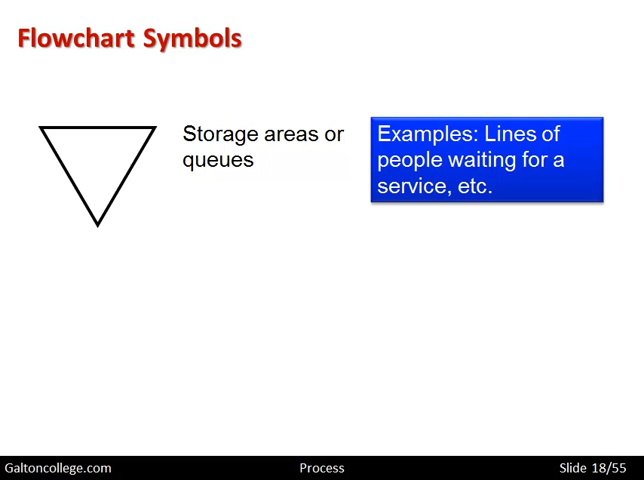 Flowchart Symbols
Storage areas or
queues
Examples: Lines of
people waiting for a
service, etc.
Galtoncollege.com
Process
Slide 18/55